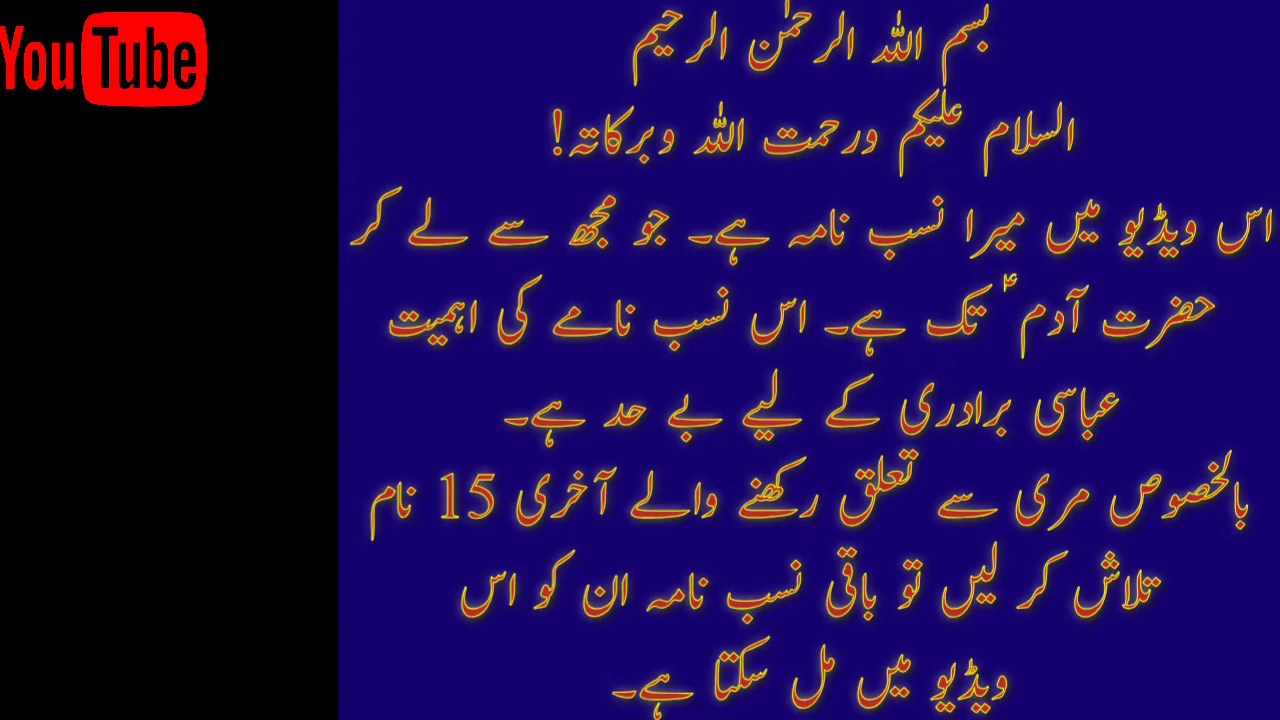 YouTube
بسم اللہ الرحمٰن الرحیم
السلام علیکم ورحمت اللہ وبرکاتہ!
اس ویڈیو میں میرا نسب نامہ ہے۔ جو مجھ سے لے کر
حضرت آدمؑ تک ہے۔ اس نسب نامے کی اہمیت
عباسی برادری کے لیے بے حد ہے۔
بالخصوص مری سے تعلق رکھنے والے آخری 15 نام
تلاش کر لیں تو باقی نسب نامہ ان کو اس
ویڈیو میں مل سکتا ہے۔